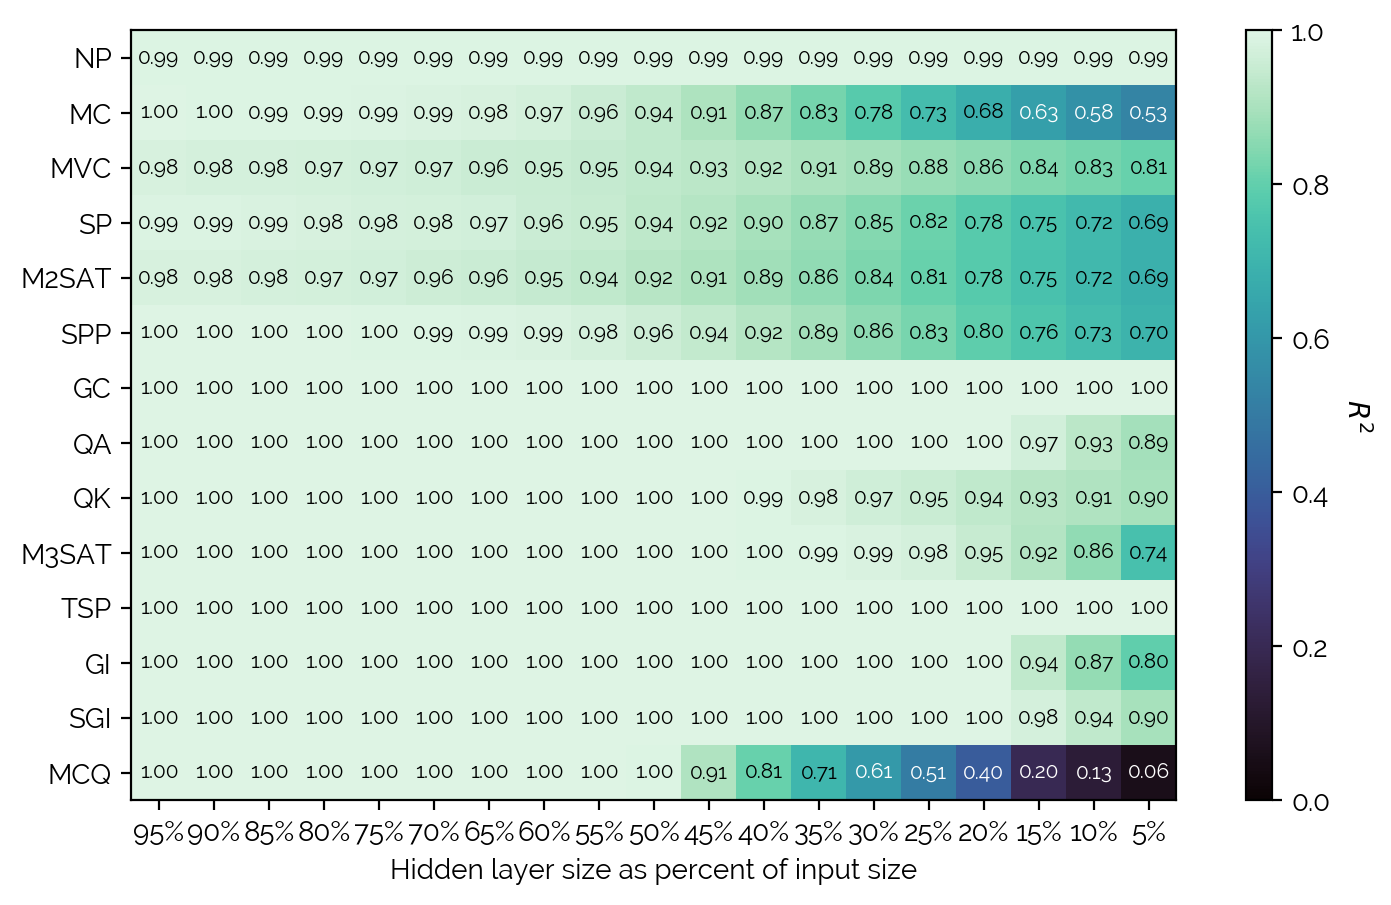 NP 0.99 0.99 0.99 0.99 0.99 0.99 0.99 0.99 0.99 0.99 0.99 0.99 0.99 0.99 0.99 0.99 0.99 0.99 0.99
MC 1.00 1.00 0.99 0.99 0.99 0.99 0.98 0.97 0.96 0.94 0.91 0.87 0.83 0.78 0.73 0.68 0.63 0.58 0.53
MVC 0.98 0.98 0.98 0.97 0.97 0.97 0.96 0.95 0.95 0.94 0.93 0.92 0.91 0.89 0.88 0.86 0.84 0.83 0.81
SP 0.99 0.99 0.99 0.98 0.98 0.98 0.97 0.96 0.95 0.94 0.92 0.90 0.87 0.85 0.82 0.78 0.75 0.72 0.69
M2SAT 0.98 0.98 0.98 0.97 0.97 0.96 0.96 0.95 0.94 0.92 0.91 0.89 0.86 0.84 0.81 0.78 0.75 0.72 0.69
SPP 1.00 1.00 1.00 1.00 1.00 0.99 0.99 0.99 0.98 0.96 0.94 0.92 0.89 0.86 0.83 0.80 0.76 0.73 0.70
GC 1.00 1.00 1.00 1.00 1.00 1.00 1.00 1.00 1.00 1.00 1.00 1.00 1.00 1.00 1.00 1.00 1.00 1.00 1.00
QA 1.00 1.00 1.00 1.00 1.00 1.00 1.00 1.00 1.00 1.00 1.00 1.00 1.00 1.00 1.00 1.00 0.97 0.93 0.89
QK 1.00 1.00 1.00 1.00 1.00 1.00 1.00 1.00 1.00 1.00 1.00 0.99 0.98 0.97 0.95 0.94 0.93 0.91 0.90
M3SAT 1.00 1.00 1.00 1.00 1.00 1.00 1.00 1.00 1.00 1.00 1.00 1.00 0.99 0.99 0.98 0.95 0.92 0.86 0.74
TSP 1.00 1.00 1.00 1.00 1.00 1.00 1.00 1.00 1.00 1.00 1.00 1.00 1.00 1.00 1.00 1.00 1.00 1.00 1.00
GI 1.00 1.00 1.00 1.00 1.00 1.00 1.00 1.00 1.00 1.00 1.00 1.00 1.00 1.00 1.00 1.00 0.94 0.87 0.80
SGI 1.00 1.00 1.00 1.00 1.00 1.00 1.00 1.00 1.00 1.00 1.00 1.00 1.00 1.00 1.00 1.00 0.98 0.94 0.90
MCQ 1.00 1.00 1.00 1.00 1.00 1.00 1.00 1.00 1.00 1.00 0.91 0.81 0.71 0.61 0.51 0.40 0.20 0.13 0.06
95% 90% 85% 80% 75% 70% 65% 60% 55% 50% 45% 40% 35% 30% 25% 20% 15% 10% 5%
Hidden layer size as percent of input size
1.0
0.8
0.6
0.4
0.2
0.0
R²